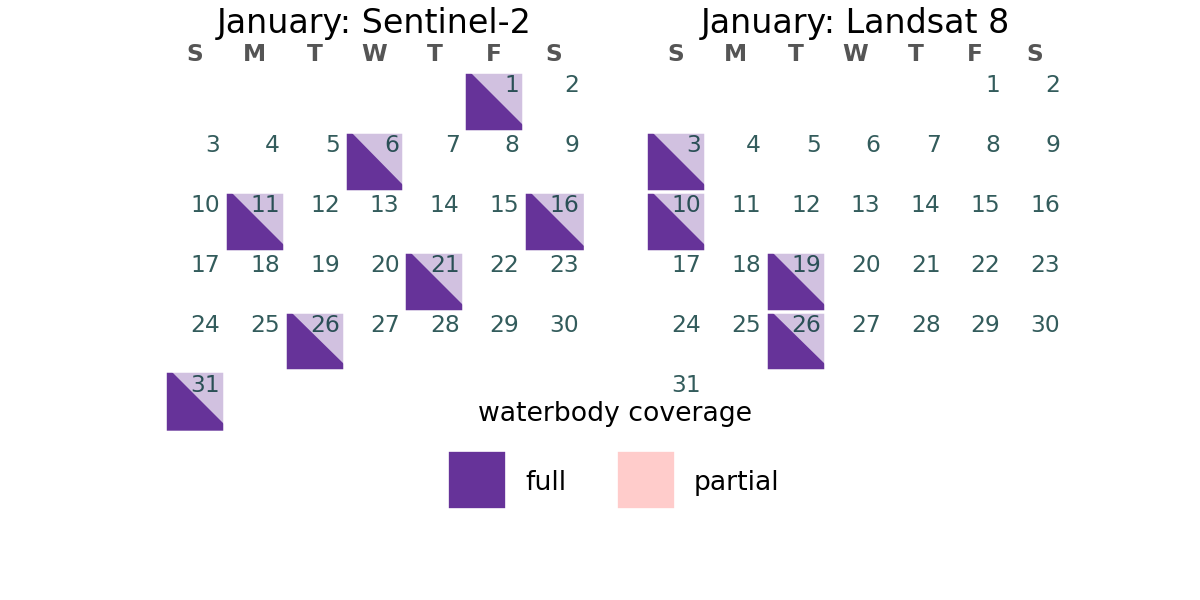 January: Sentinel-2
S M T W T F S
1 2
3 4 5 6 7 8 9
10 11 12 13 14 15 16
17 18 19 20 21 22 23
24 25 26 27 28 29 30
31
January: Landsat 8
S M T W T F S
1 2
3 4 5 6 7 8 9
10 11 12 13 14 15 16
17 18 19 20 21 22 23
24 25 26 27 28 29 30
31
waterbody coverage
full
partial